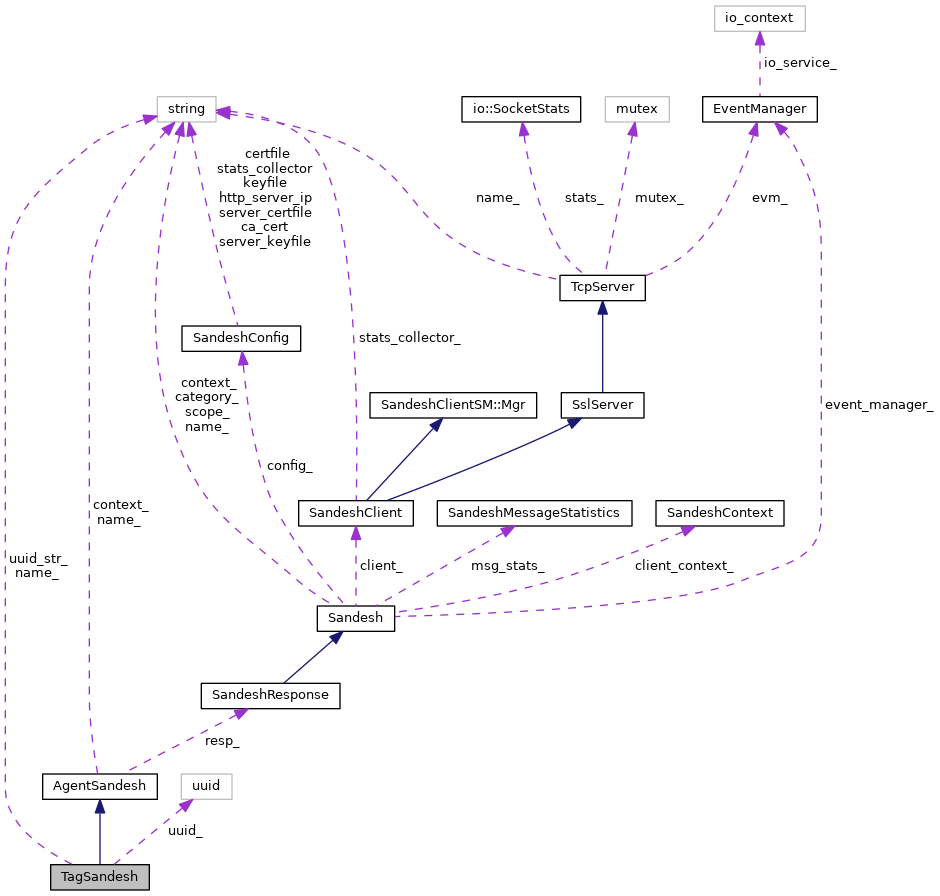 io_context
io_service_
string
io::SocketStats
mutex
EventManager
certfile
stats_collector
keyfile
http_server_ip
server_certfile
ca_cert
server_keyfile
name_
stats_
mutex_
evm_
TcpServer
SandeshConfig
stats_collector_
context_
category_
scope_
name_
SandeshClientSM::Mgr
SslServer
event_manager_
config_
SandeshClient
SandeshMessageStatistics
SandeshContext
context_
name_
uuid_str_
name_
client_
msg_stats_
client_context_
Sandesh
SandeshResponse
resp_
AgentSandesh
uuid
uuid_
TagSandesh